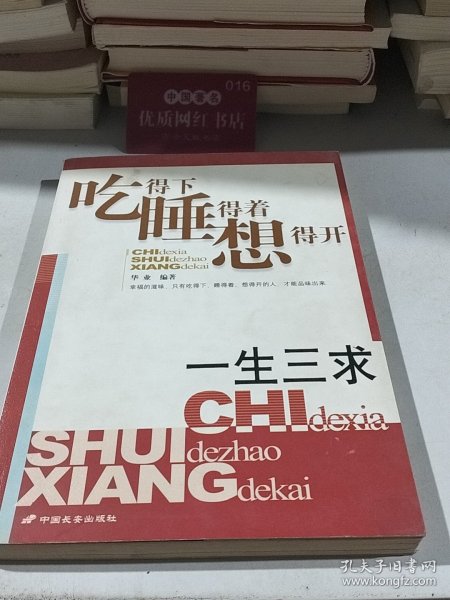 016
中国著名
优质网红书店
吃得下
睡得着
想得开
CHIdexia
SHUIdezhao
XIANGdekai
华业 编著
幸福的滋味，只有吃得下、睡得着、想得开的人，才能品味出来
一生三求
CHIdexia
SHUIdezhao
XIANGdekai
中国长安出版社
孔夫子旧书网
www.kongfz.com